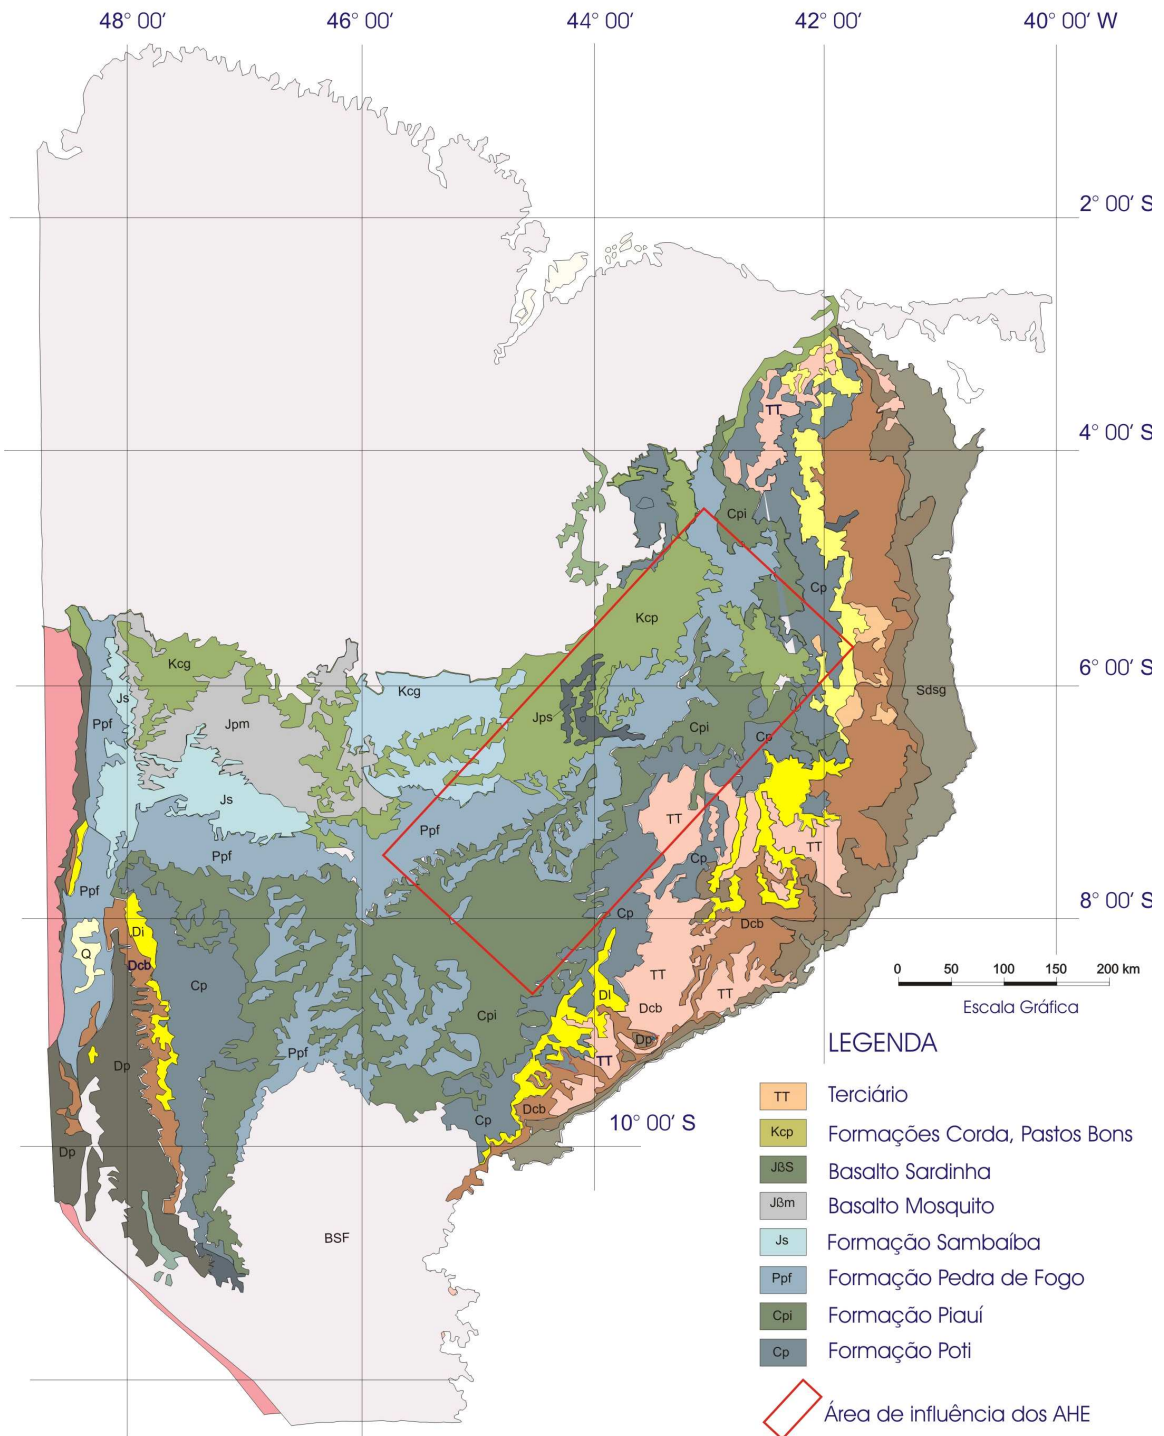 48° 00′ 46° 00′ 44° 00′ 42° 00′ 40° 00′ W
2° 00′ S
TT
4° 00′ S
Cpi
Cp
Kcp
Kcg
6° 00′ S
Js
Kcg
Sdsg
Ppf
Jpm
Jps
Cpi
Cp
Js
TT
Ppf
TT
Ppf
Cp
Ppf
8° 00′ S
Cp
Dcb
Di
Q
Dcb
TT
0 50 100 150 200 km
Cp
Dl
TT
Escala Gráfica
Cpi
Dcb
Dp
LEGENDA
Ppf
TT
Dp
TT Terciário
Dcb
Cp
10° 00′ S
Kcp Formações Corda, Pastos Bons
Dp
JßS Basalto Sardinha
Jßm Basalto Mosquito
BSF
Js Formação Sambaíba
Ppf Formação Pedra de Fogo
Cpi Formação Piauí
Cp Formação Poti
Área de influência dos AHE